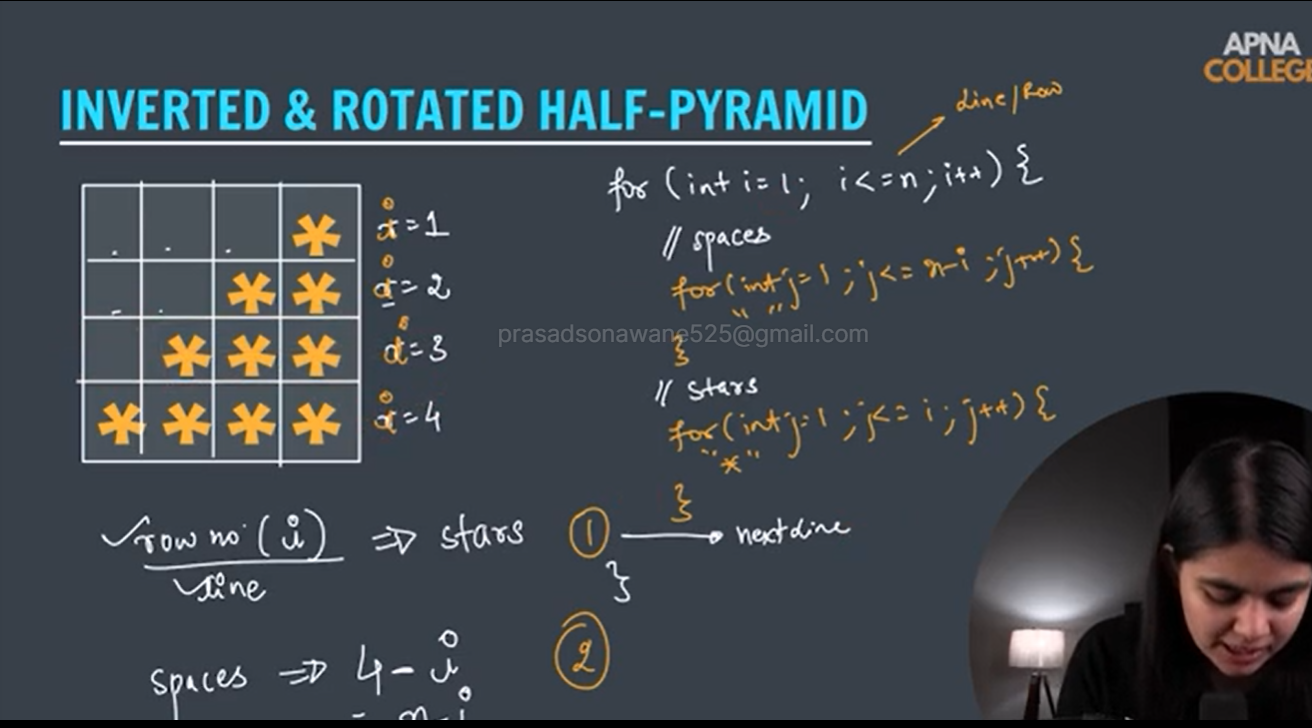 APNA
COLLEGE
INVERTED & ROTATED HALF-PYRAMID
Line/Row
for (int i=1; i<=n; i++) {
// spaces
for (int j=1; j<=n-i; j++) {
" "
}
// stars
for (int j=1; j<=i; j++) {
"*"
}
nextLine
}
* i=1
* * i=2
* * * i=3
* * * * i=4
prasadsonawane525@gmail.com
row no. (i) ⇒ stars
line
①
②
spaces ⇒ 4-i
= n-i